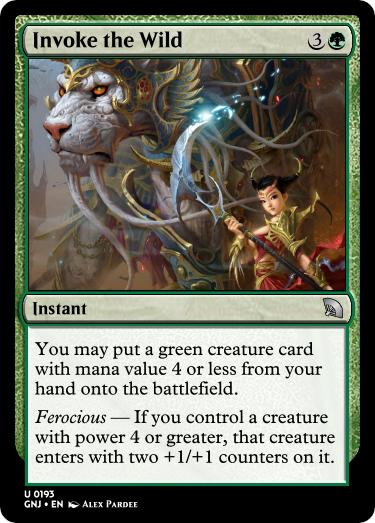 Invoke the Wild 3
Instant
You may put a green creature card
with mana value 4 or less from your
hand onto the battlefield.
Ferocious — If you control a creature
with power 4 or greater, that creature
enters with two +1/+1 counters on it.
U 0193
GNJ • EN Alex Pardee